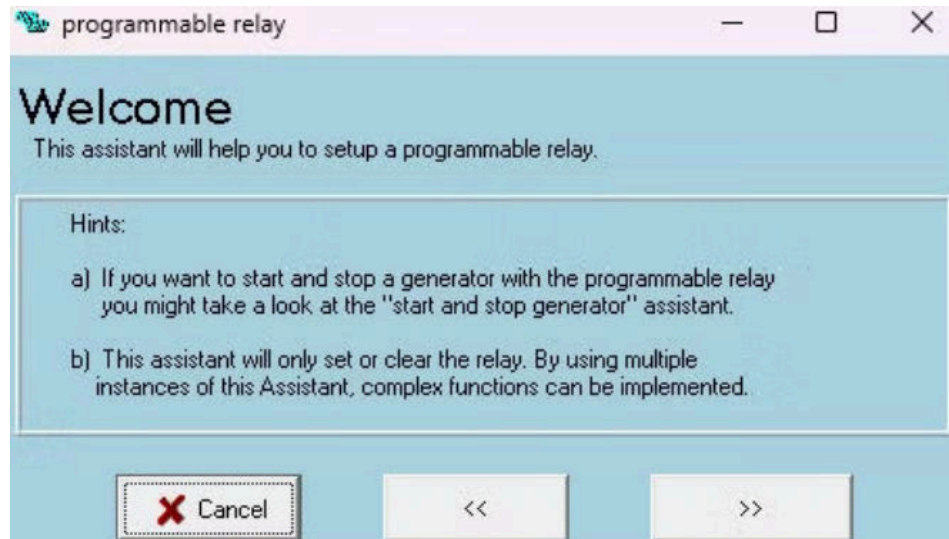 programmable relay
Welcome
This assistant will help you to setup a programmable relay.
Hints:
a) If you want to start and stop a generator with the programmable relay
you might take a look at the "start and stop generator" assistant.
b) This assistant will only set or clear the relay. By using multiple
instances of this Assistant, complex functions can be implemented.
Cancel
<<
>>